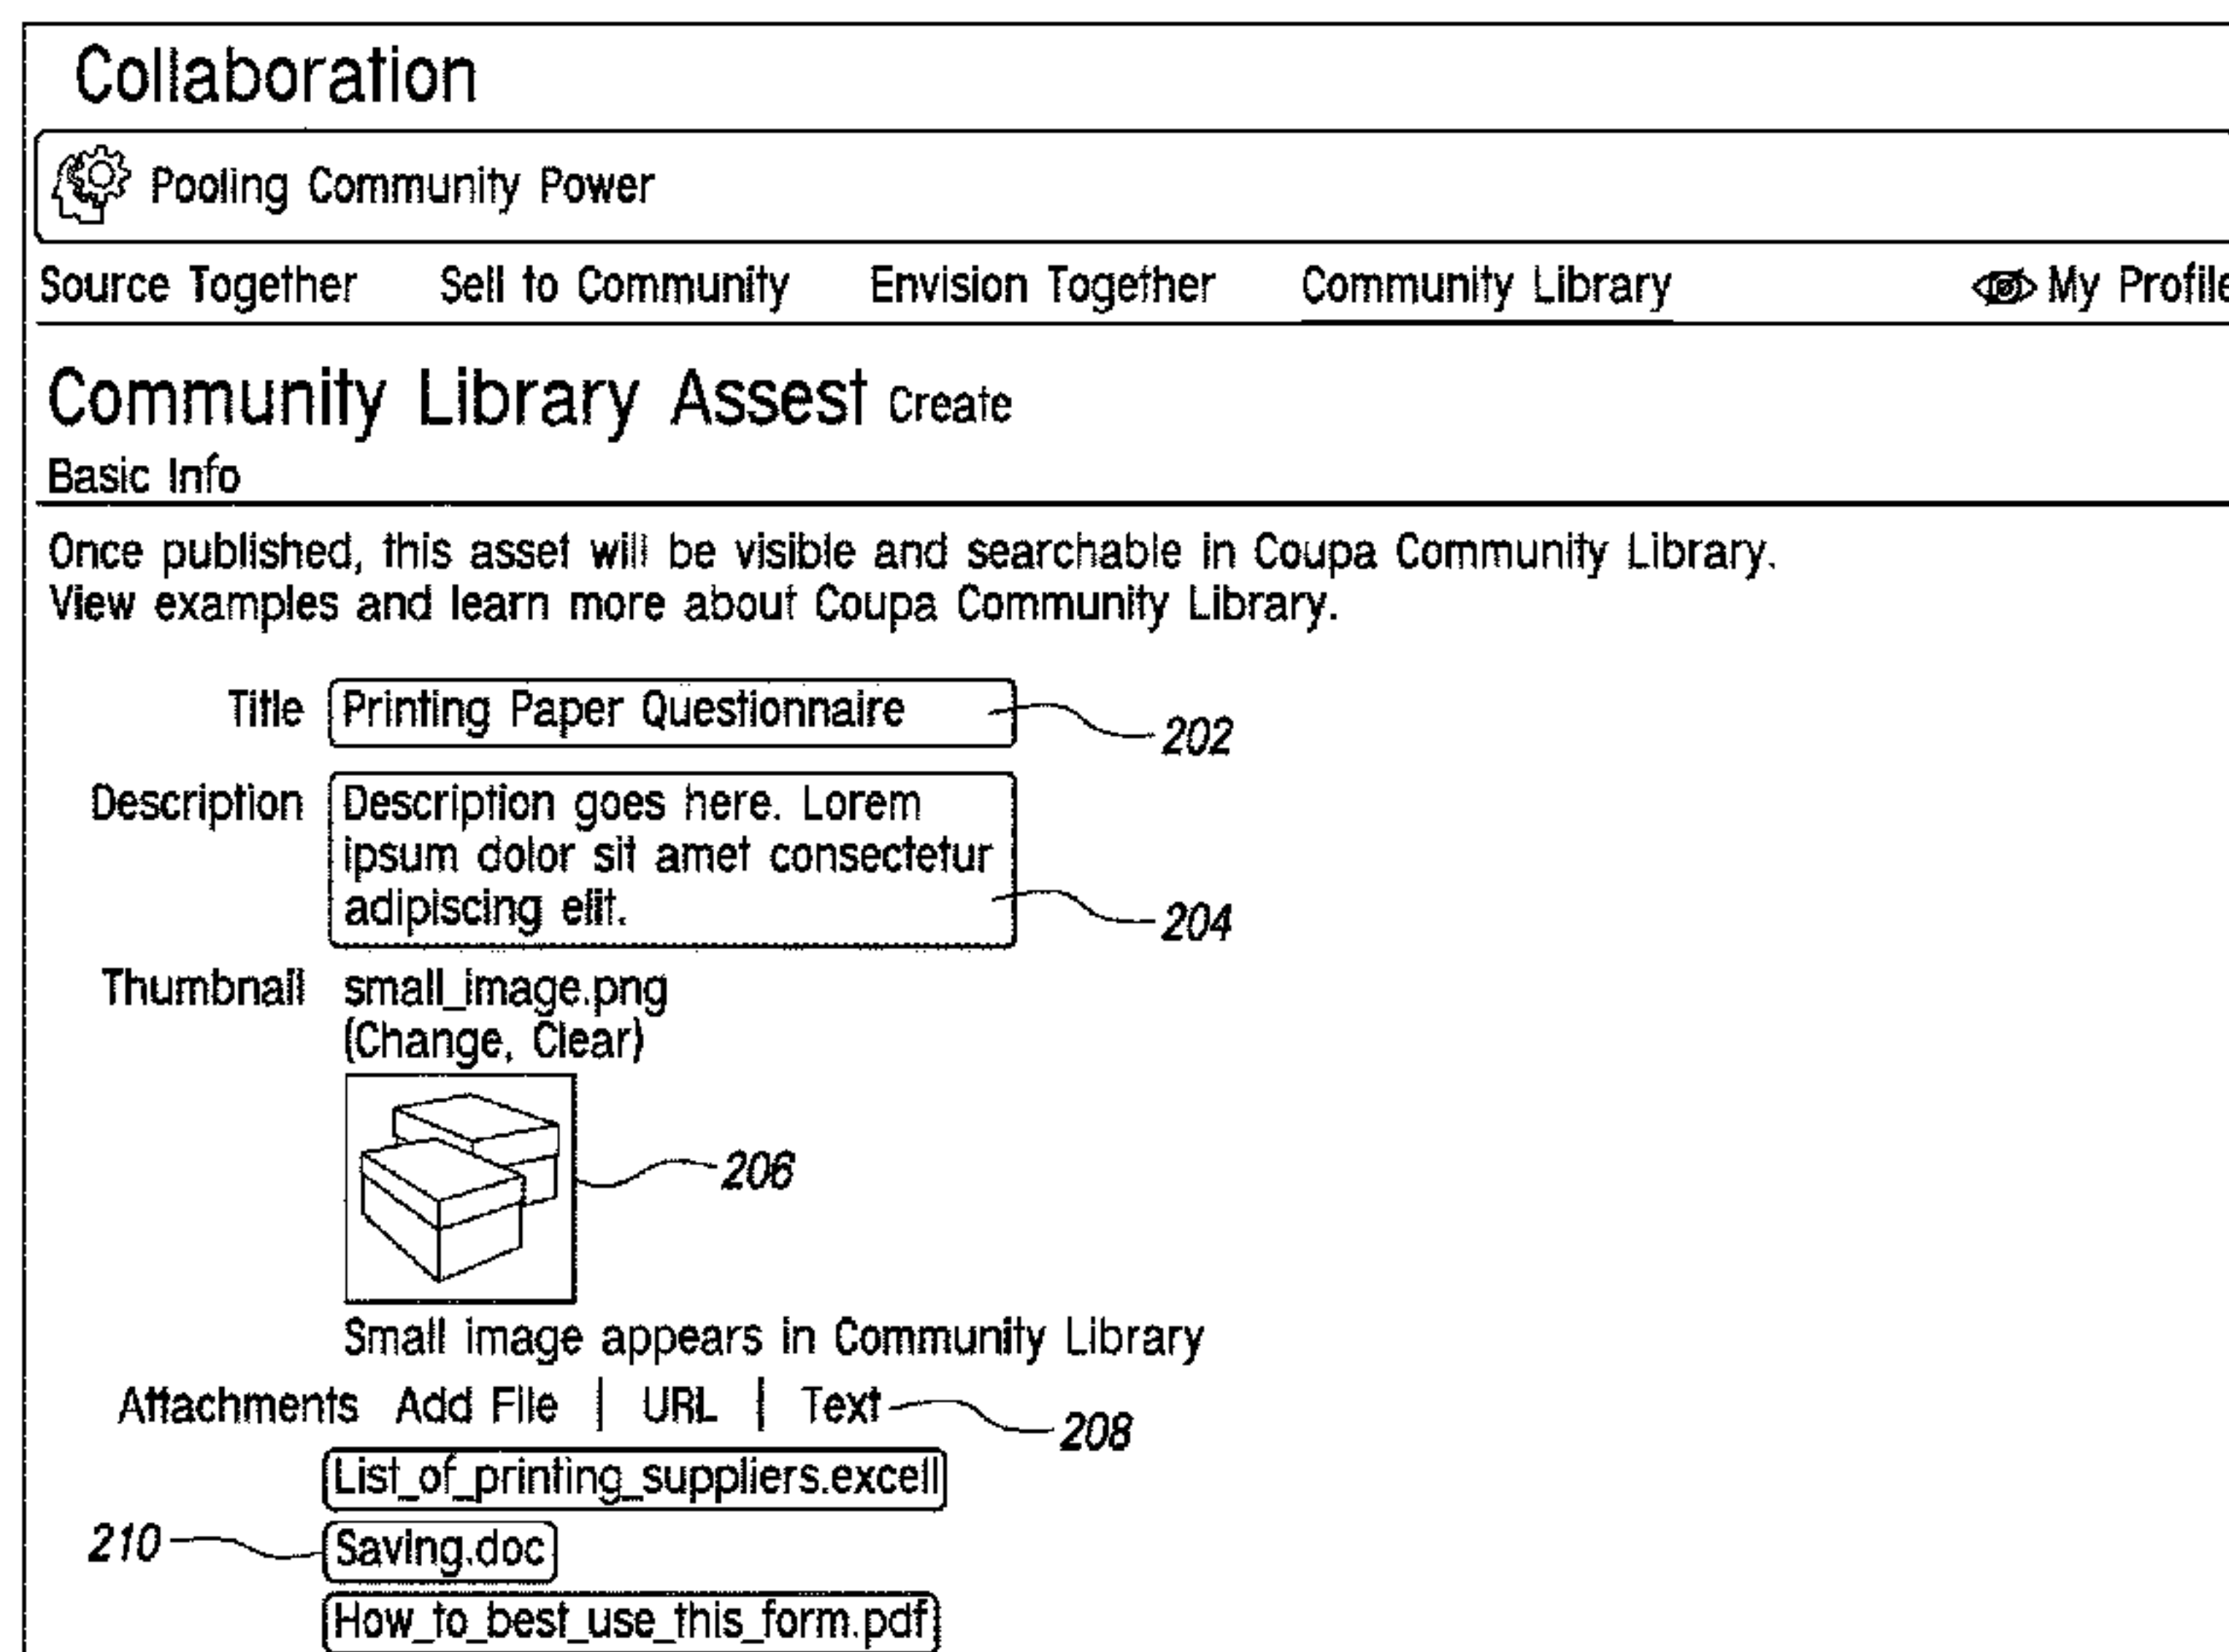 Collaboration
Pooling Community Power
Source Together Sell to Community Envision Together Community Library My Profile
Community Library Assest Create
Basic Info
Once published, this asset will be visible and searchable in Coupa Community Library.
View examples and learn more about Coupa Community Library.
Title Printing Paper Questionnaire 202
Description Description goes here. Lorem
ipsum dolor sit amet consectetur
adipiscing elit.
204
Thumbnail small_image.png
(Change, Clear)
206
Small image appears in Community Library
Attachments Add File | URL | Text 208
List_of_printing_suppliers.excell
210 Saving.doc
How_to_best_use_this_form.pdf